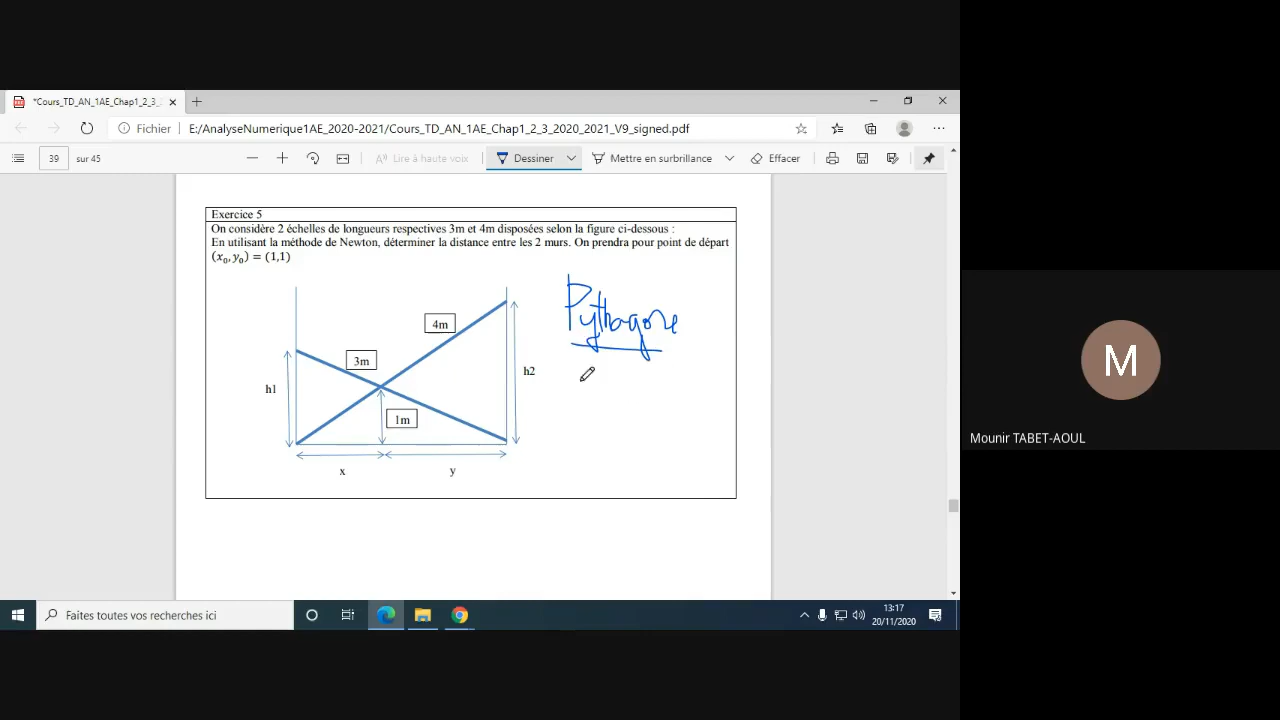 *Cours_TD_AN_1AE_Chap1_2_3_
Fichier
E:/AnalyseNumerique1AE_2020-2021/Cours_TD_AN_1AE_Chap1_2_3_2020_2021_V9_signed.pdf
39 sur 45
Lire à haute voix
Dessiner
Mettre en surbrillance
Effacer
Exercice 5
On considère 2 échelles de longueurs respectives 3m et 4m disposées selon la figure ci-dessous :
En utilisant la méthode de Newton, déterminer la distance entre les 2 murs. On prendra pour point de départ
(x₀, y₀) = (1,1)
Pythagore
4m
3m
h1
h2
1m
x
y
M
Mounir TABET-AOUL
Faites toutes vos recherches ici
13:17
20/11/2020